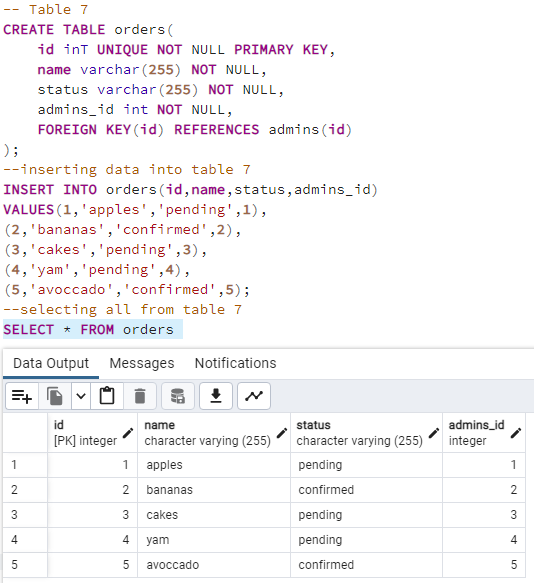 -- Table 7
CREATE TABLE orders(
id inT UNIQUE NOT NULL PRIMARY KEY,
name varchar(255) NOT NULL,
status varchar(255) NOT NULL,
admins_id int NOT NULL,
FOREIGN KEY(id) REFERENCES admins(id)
);
--inserting data into table 7
INSERT INTO orders(id,name,status,admins_id)
VALUES(1,'apples','pending',1),
(2,'bananas','confirmed',2),
(3,'cakes','pending',3),
(4,'yam','pending',4),
(5,'avoccado','confirmed',5);
--selecting all from table 7
SELECT * FROM orders
Data Output Messages Notifications
id name status admins_id
[PK] integer character varying (255) character varying (255) integer
1 1 apples pending 1
2 2 bananas confirmed 2
3 3 cakes pending 3
4 4 yam pending 4
5 5 avoccado confirmed 5